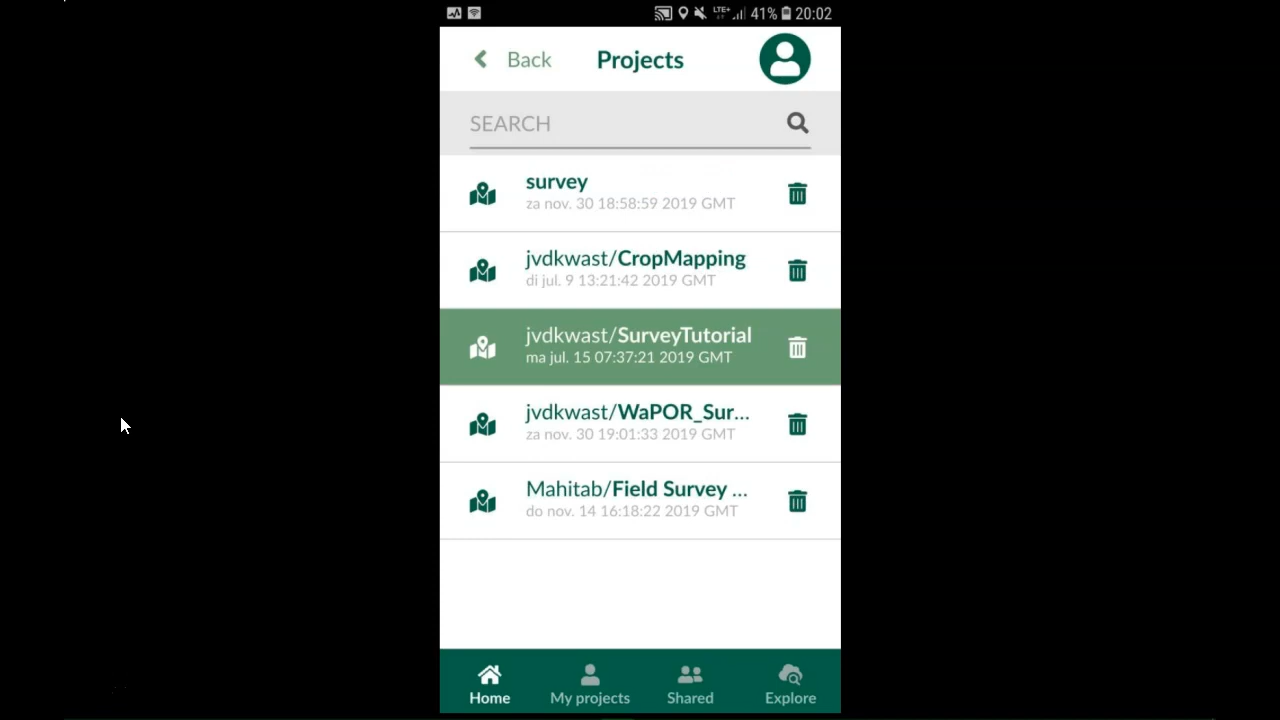 LTE+ 41% 20:02
Back Projects
SEARCH
survey
za nov. 30 18:58:59 2019 GMT
jvdkwast/CropMapping
di jul. 9 13:21:42 2019 GMT
jvdkwast/SurveyTutorial
ma jul. 15 07:37:21 2019 GMT
jvdkwast/WaPOR_Sur...
za nov. 30 19:01:33 2019 GMT
Mahitab/Field Survey ...
do nov. 14 16:18:22 2019 GMT
Home My projects Shared Explore